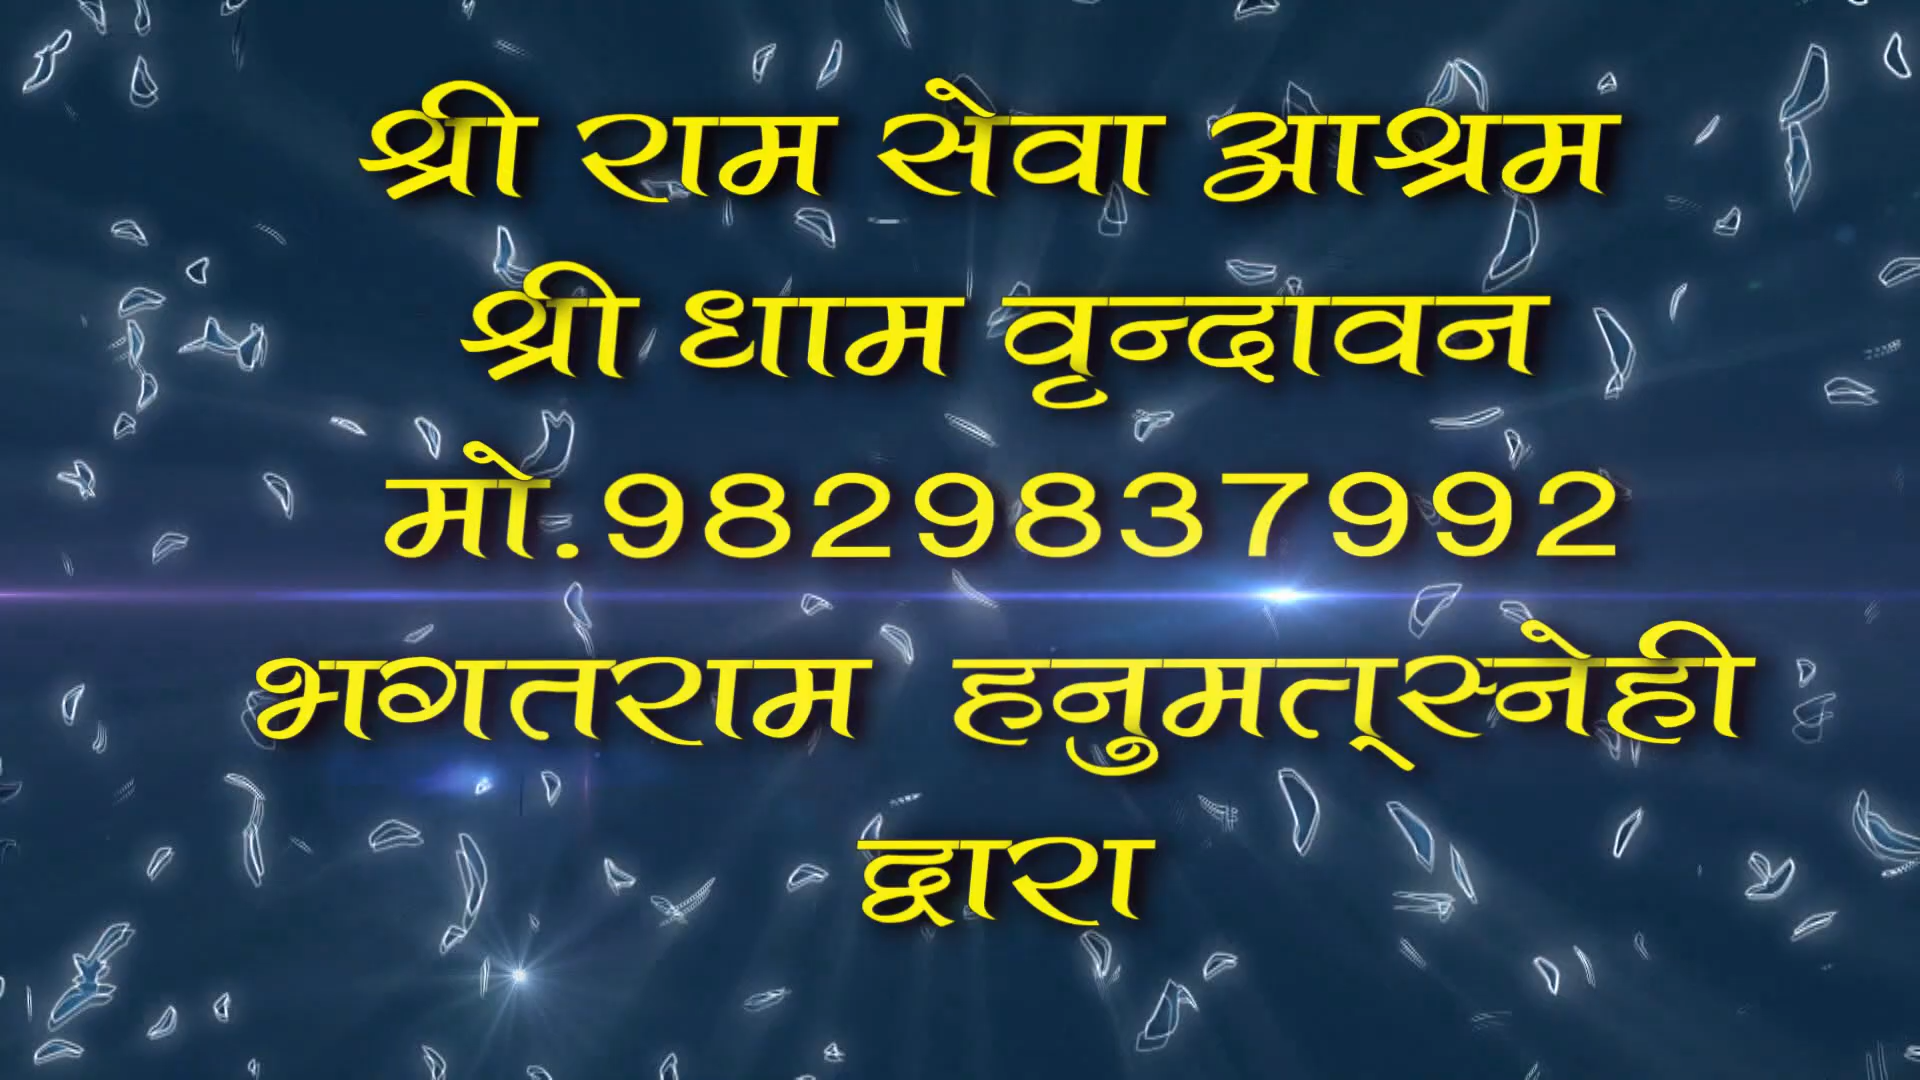 श्री राम सेवा आश्रम
श्री धाम वृन्दावन
मो.9829837992
भगतराम हनुमत्स्नेही
द्वारा